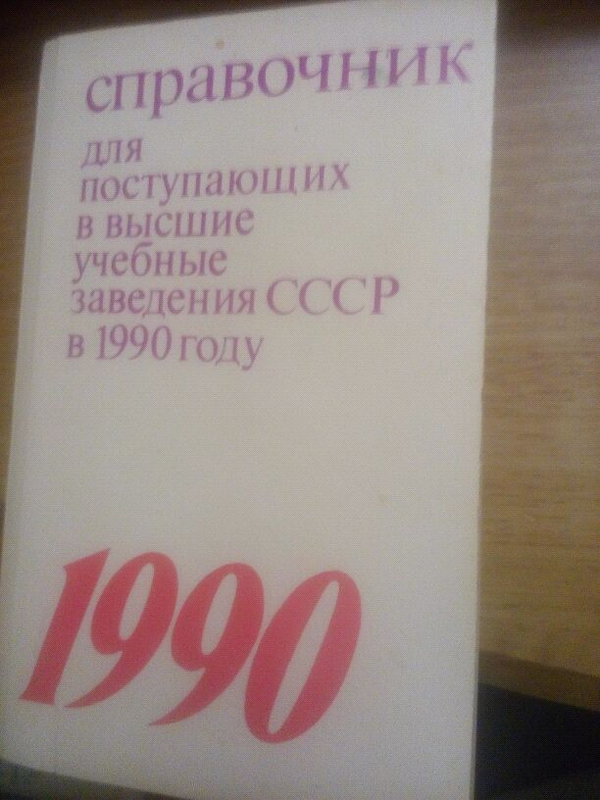 справочник
для
поступающих
в высшие
учебные
заведения СССР
в 1990 году
1990